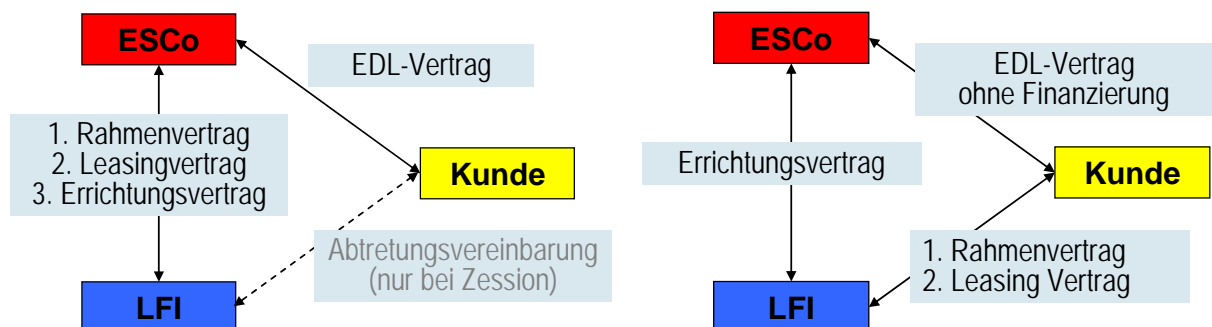 ESCo
EDL-Vertrag
1. Rahmenvertrag
2. Leasingvertrag
3. Errichtungsvertrag
Kunde
Abtretungsvereinbarung
(nur bei Zession)
LFI
ESCo
EDL-Vertrag
ohne Finanzierung
Errichtungsvertrag
Kunde
1. Rahmenvertrag
2. Leasing Vertrag
LFI